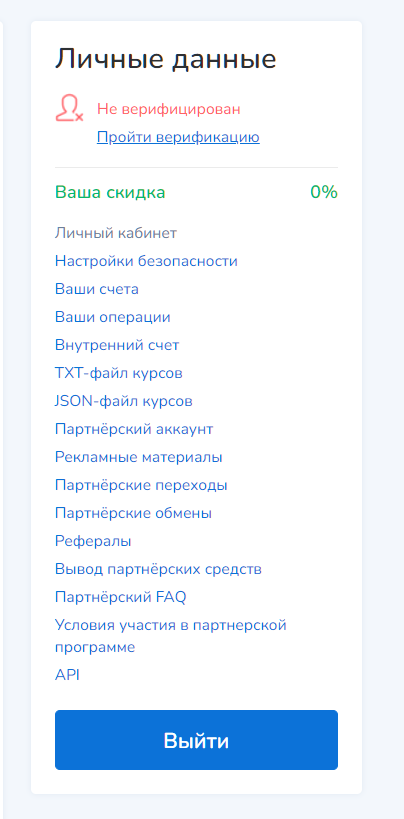 Личные данные
Не верифицирован
Пройти верификацию
Ваша скидка 0%
Личный кабинет
Настройки безопасности
Ваши счета
Ваши операции
Внутренний счет
TXT-файл курсов
JSON-файл курсов
Партнёрский аккаунт
Рекламные материалы
Партнёрские переходы
Партнёрские обмены
Рефералы
Вывод партнёрских средств
Партнёрский FAQ
Условия участия в партнерской
программе
API
Выйти